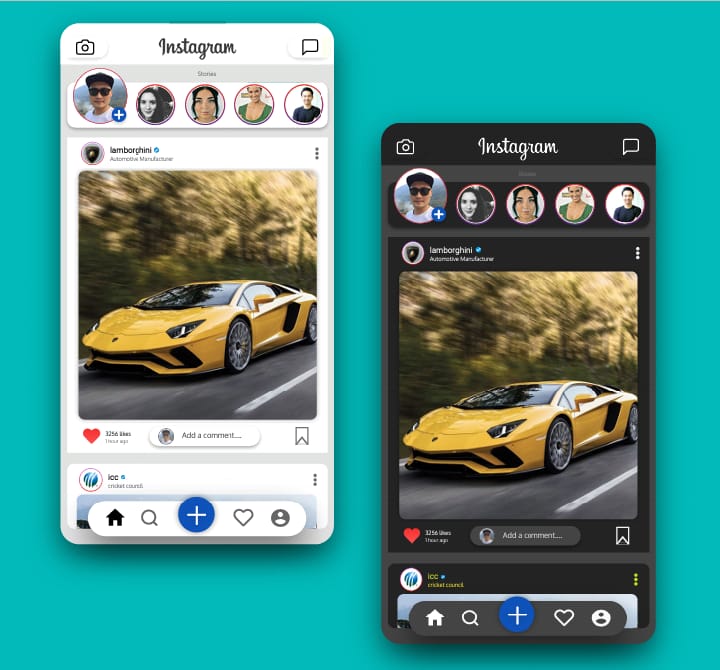 Instagram
Stories
lamborghini
Automotive Manufacturer
3256 likes
1 hour ago
Add a comment....
icc
cricket council
Instagram
Stories
lamborghini
Automotive Manufacturer
3256 likes
1 hour ago
Add a comment....
icc
cricket council